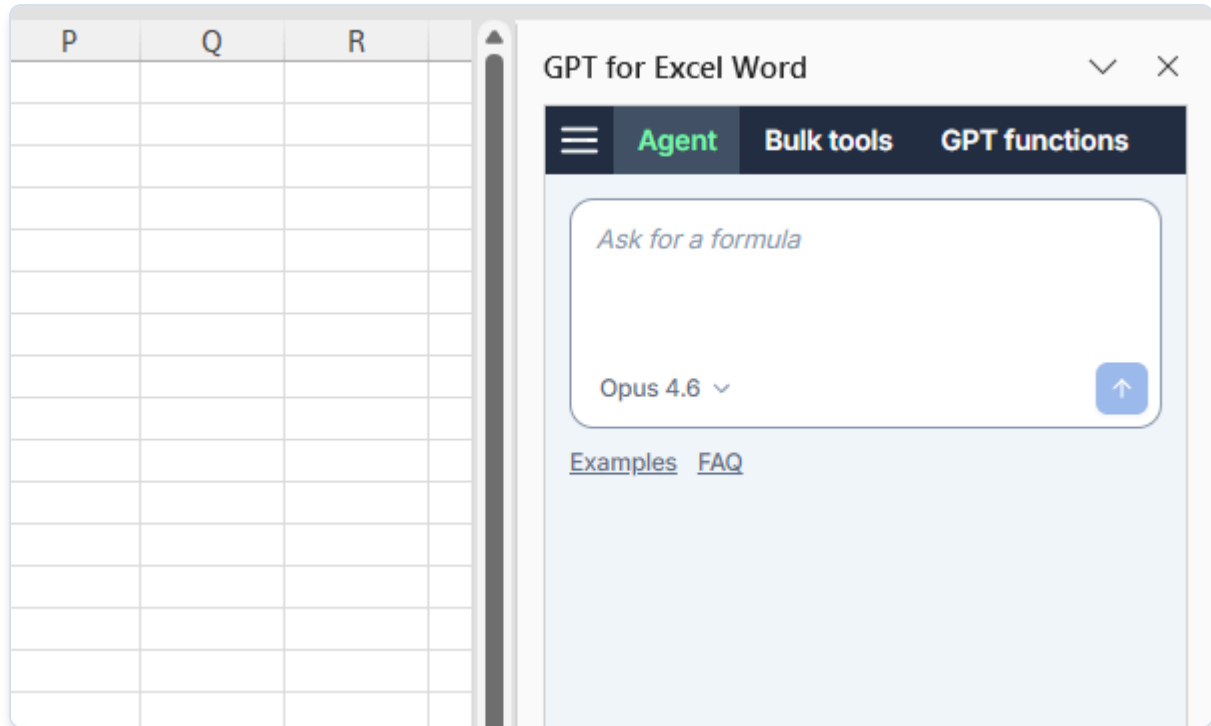 P Q R
GPT for Excel Word
Agent Bulk tools GPT functions
Ask for a formula
Opus 4.6
Examples FAQ